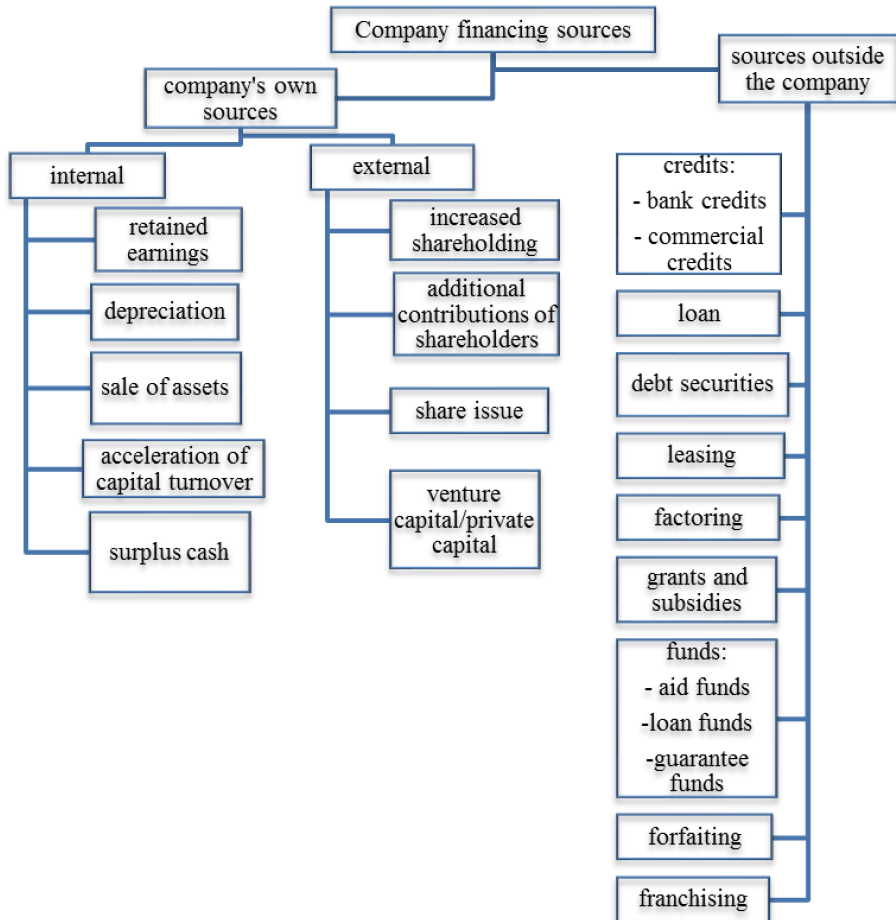 Company financing sources
company's own
sources
sources outside
the company
internal
retained
earnings
depreciation
sale of assets
acceleration of
capital turnover
surplus cash
external
increased
shareholding
additional
contributions of
shareholders
share issue
venture
capital/private
capital
credits:
- bank credits
- commercial
credits
loan
debt securities
leasing
factoring
grants and
subsidies
funds:
- aid funds
-loan funds
-guarantee
funds
forfaiting
franchising